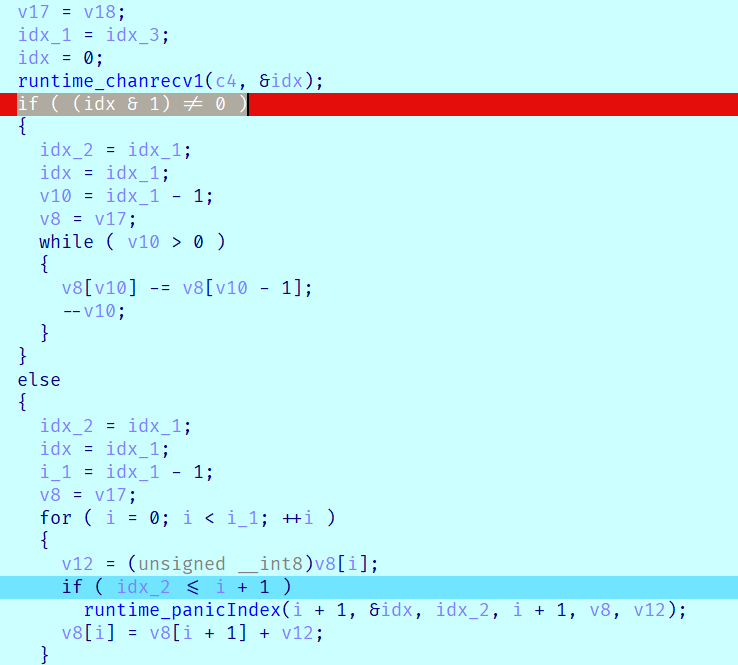 v17 = v18;
idx_1 = idx_3;
idx = 0;
runtime_chanrecv1(c4, &idx);
if ( (idx & 1) != 0 )
{
idx_2 = idx_1;
idx = idx_1;
v10 = idx_1 - 1;
v8 = v17;
while ( v10 > 0 )
{
v8[v10] -= v8[v10 - 1];
--v10;
}
}
else
{
idx_2 = idx_1;
idx = idx_1;
i_1 = idx_1 - 1;
v8 = v17;
for ( i = 0; i < i_1; ++i )
{
v12 = (unsigned __int8)v8[i];
if ( idx_2 <= i + 1 )
runtime_panicIndex(i + 1, &idx, idx_2, i + 1, v8, v12);
v8[i] = v8[i + 1] + v12;
}